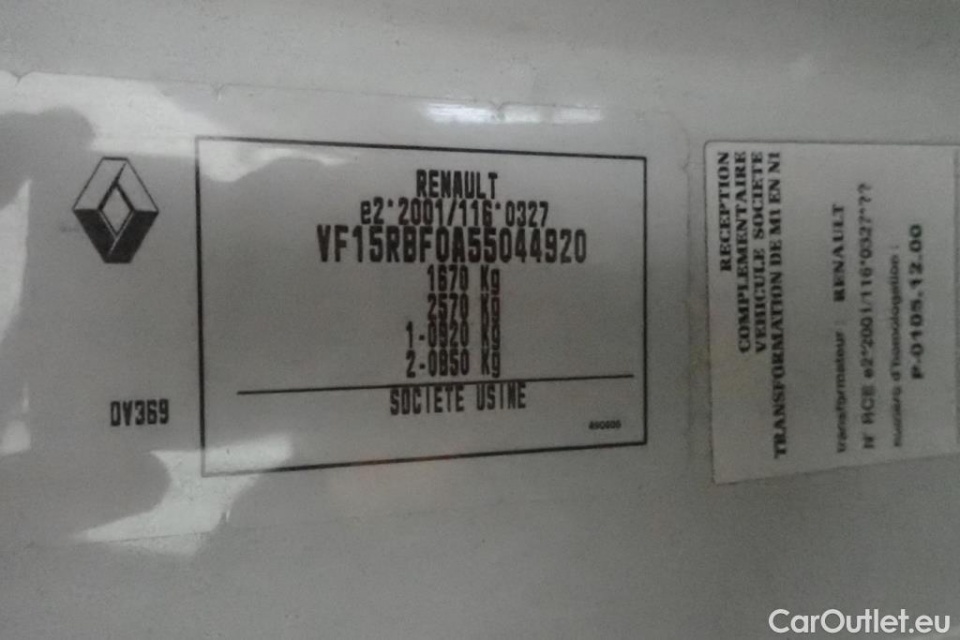 RENAULT
e2*2001/116*0327
VF15RBF0A55044920
1670 Kg
2570 Kg
1-0920 Kg
2-0850 Kg
SOCIETE USINE
DV369
RECEPTION
COMPLEMENTAIRE
VEHICULE SOCIETE
TRANSFORMATION DE M1 EN N1
transformateur : RENAULT
N° RCE e2*2001/116*0327*??
numéro d'homologation :
P-0105.12.00
CarOutlet.eu